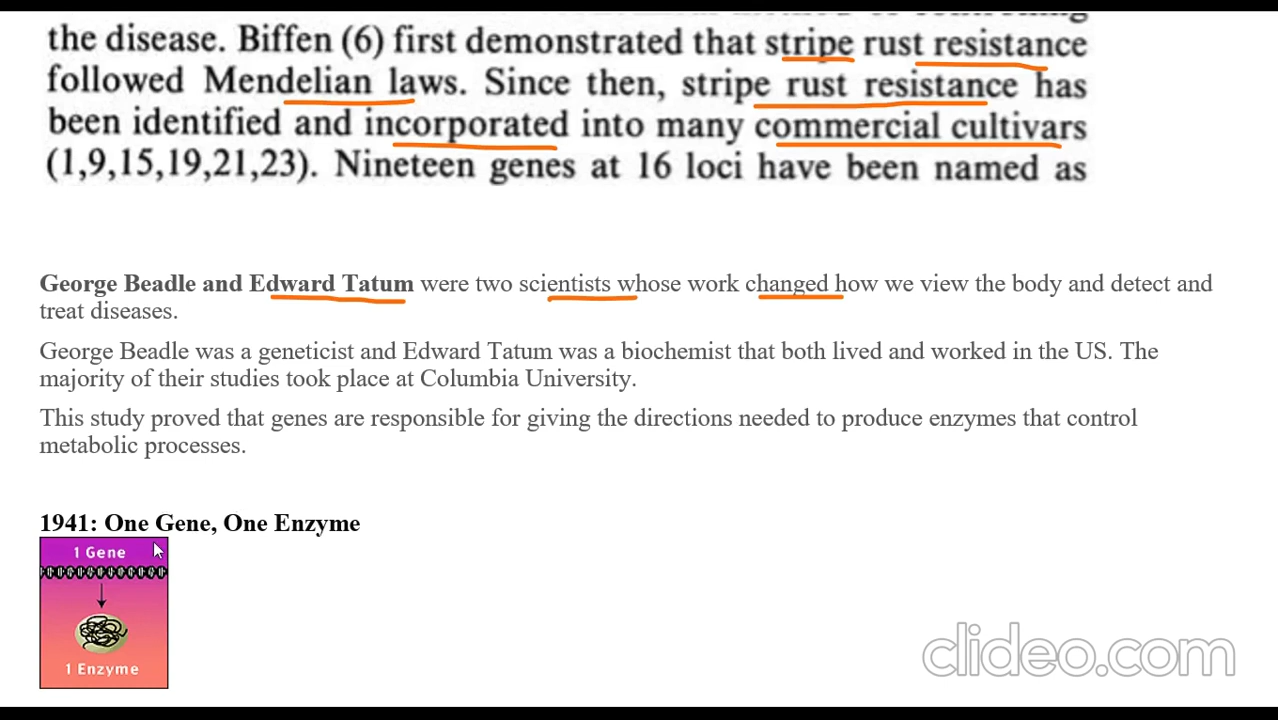 the disease. Biffen (6) first demonstrated that stripe rust resistance
followed Mendelian laws. Since then, stripe rust resistance has
been identified and incorporated into many commercial cultivars
(1,9,15,19,21,23). Nineteen genes at 16 loci have been named as
George Beadle and Edward Tatum were two scientists whose work changed how we view the body and detect and
treat diseases.
George Beadle was a geneticist and Edward Tatum was a biochemist that both lived and worked in the US. The
majority of their studies took place at Columbia University.
This study proved that genes are responsible for giving the directions needed to produce enzymes that control
metabolic processes.
1941: One Gene, One Enzyme
1 Gene
1 Enzyme
clideo.com